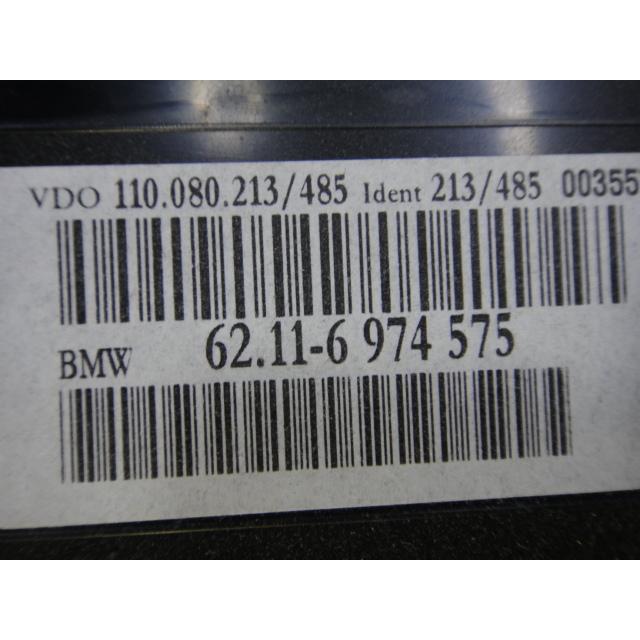 VDO 110.080.213/485 Ident 213/485 00355
BMW 62.11-6 974 575